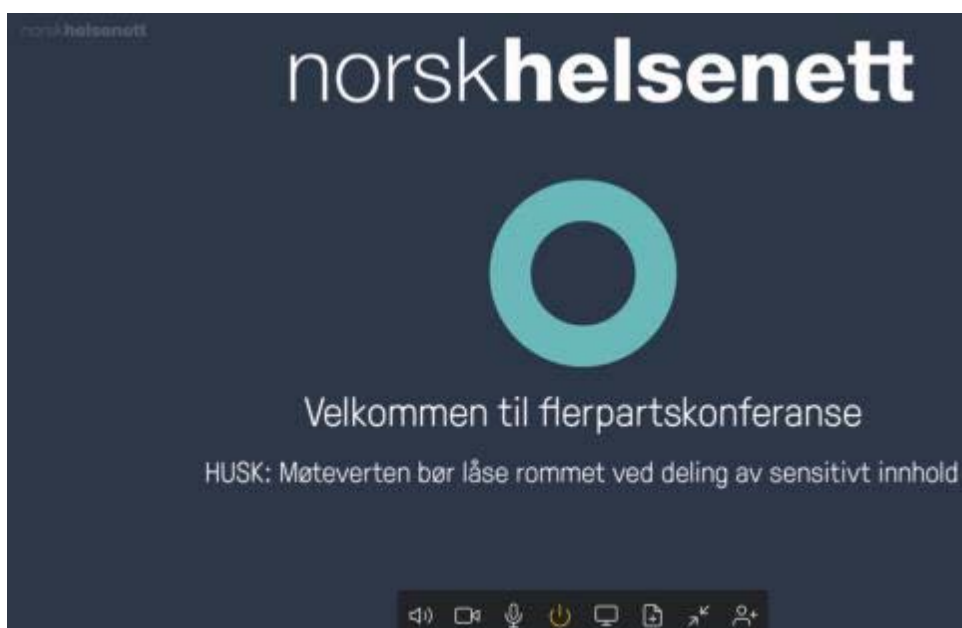 norskhelsenett
norskhelsenett
Velkommen til flerpartskonferanse
HUSK: Møteverten bør låse rommet ved deling av sensitivt innhold